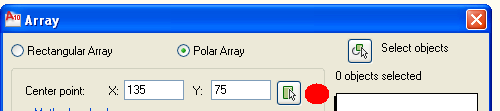 Array
Rectangular Array Polar Array Select objects
0 objects selected
Center point: X: 135 Y: 75